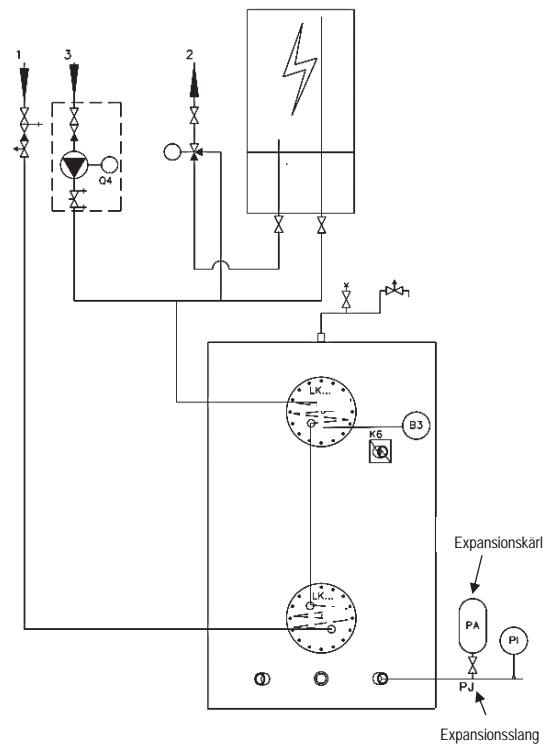 1
3
2
Q4
LK...
B3
K6
LK...
Expansionskärl
PA
PI
PJ
Expansionsslang